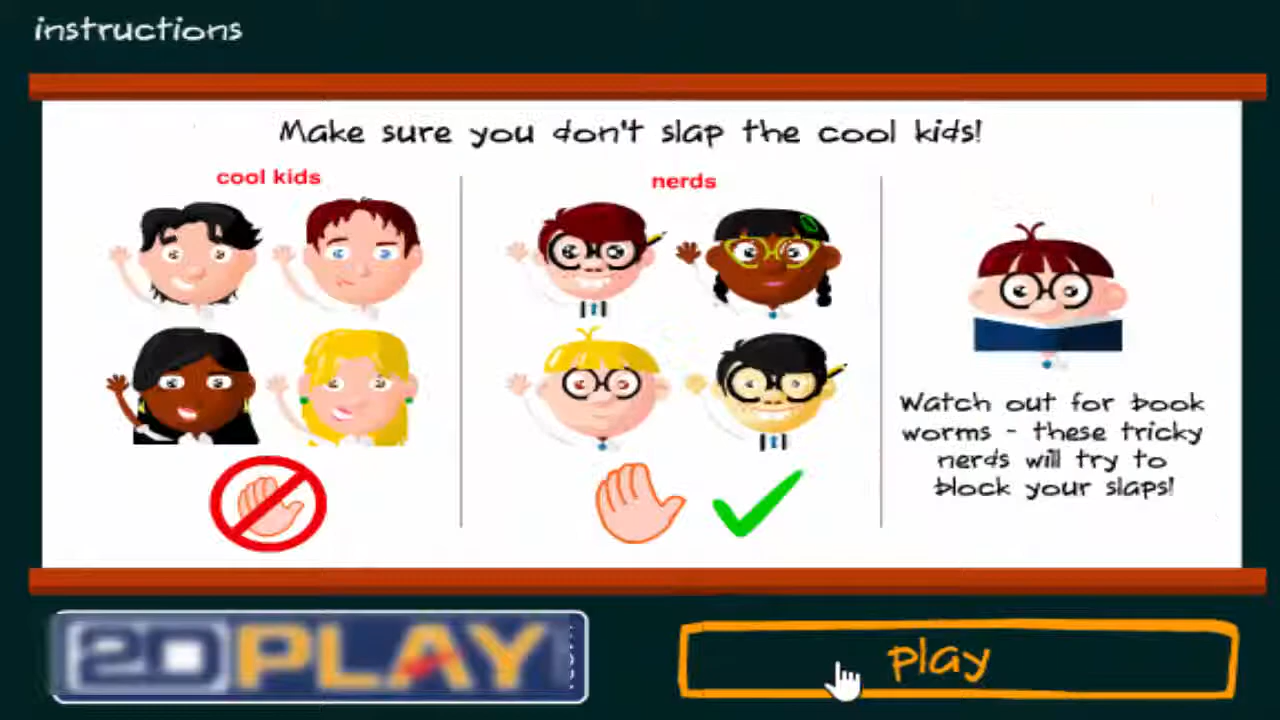 instructions
Make sure you don't slap the cool kids!
cool kids
nerds
Watch out for book
worms - these tricky
nerds will try to
block your slaps!
2DPLAY
play